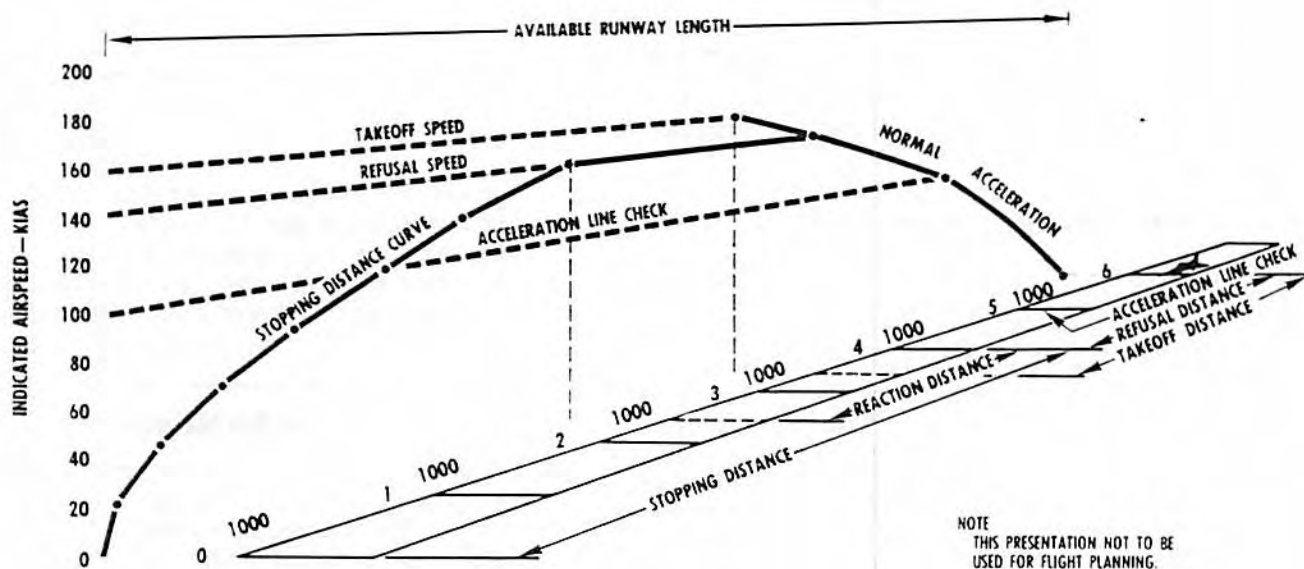 AVAILABLE RUNWAY LENGTH
200
180
160
140
120
100
80
60
40
20
0
INDICATED AIRSPEED—KIAS
TAKEOFF SPEED
REFUSAL SPEED
ACCELERATION LINE CHECK
STOPPING DISTANCE CURVE
NORMAL ACCELERATION
0
1000
1
1000
2
1000
3
1000
4
1000
5
1000
6
ACCELERATION LINE CHECK
REFUSAL DISTANCE
TAKEOFF DISTANCE
REACTION DISTANCE
STOPPING DISTANCE
NOTE
THIS PRESENTATION NOT TO BE
USED FOR FLIGHT PLANNING.